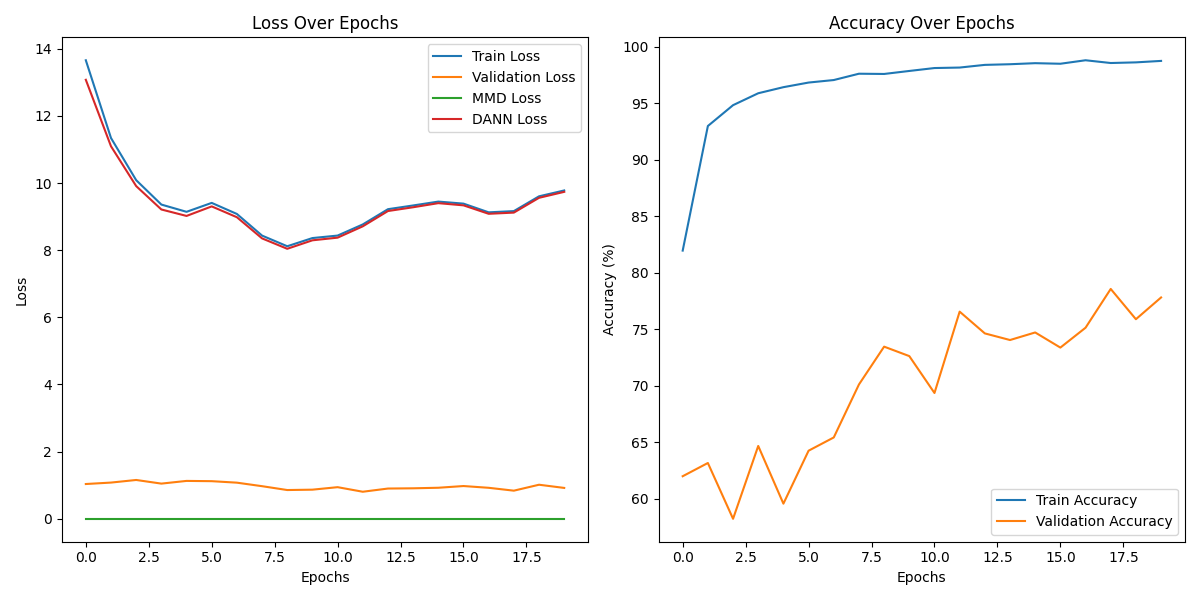 Loss Over Epochs
14
12
10
8
6
4
2
0
Loss
Train Loss
Validation Loss
MMD Loss
DANN Loss
0.0 2.5 5.0 7.5 10.0 12.5 15.0 17.5
Epochs
Accuracy Over Epochs
100
95
90
85
80
75
70
65
60
Accuracy (%)
Train Accuracy
Validation Accuracy
0.0 2.5 5.0 7.5 10.0 12.5 15.0 17.5
Epochs